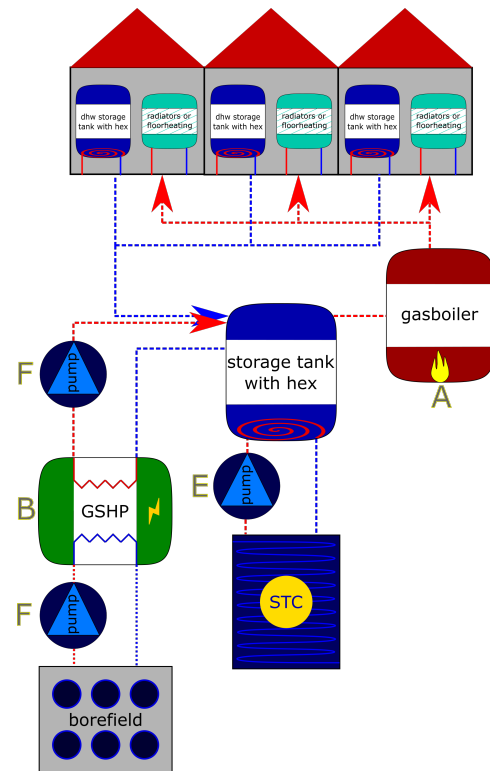 dhw storage
tank with hex
radiators or
floorheating
dhw storage
tank with hex
radiators or
floorheating
dhw storage
tank with hex
radiators or
floorheating
gasboiler
A
storage tank
with hex
F
pump
E
pump
B
GSHP
F
pump
STC
borefield